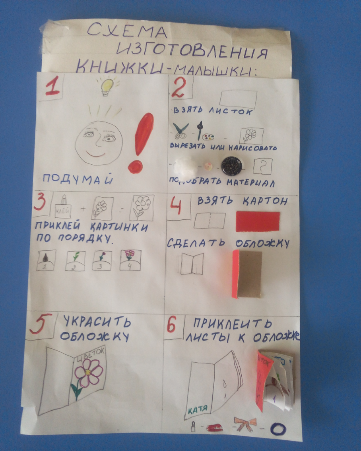 СХЕМА
ИЗГОТОВЛЕНИЯ
КНИЖКИ-МАЛЫШКИ:
1
ПОДУМАЙ
2
ВЗЯТЬ ЛИСТОК
ВЫРЕЗАТЬ ИЛИ НАРИСОВАТЬ
?
ПОДОБРАТЬ МАТЕРИАЛ
3
ПРИКЛЕЙ КАРТИНКИ
ПО ПОРЯДКУ.
4
ВЗЯТЬ КАРТОН
СДЕЛАТЬ ОБЛОЖКУ
5
УКРАСИТЬ
ОБЛОЖКУ
ЦВЕТОК
6
ПРИКЛЕИТЬ
ЛИСТЫ К ОБЛОЖКЕ
КАТЯ